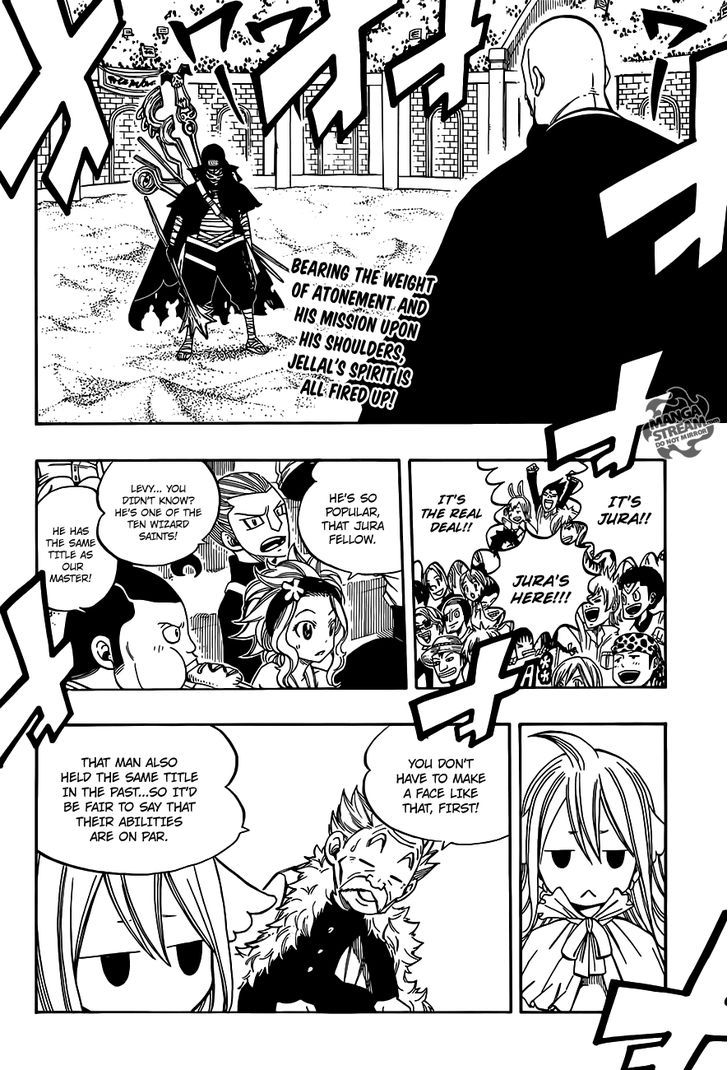 BEARING THE WEIGHT
OF ATONEMENT AND
HIS MISSION UPON
HIS SHOULDERS,
JELLAL'S SPIRIT IS
ALL FIRED UP!
MANGA
STREAM
DO NOT MIRROR
IT'S
JURA!!
IT'S
THE REAL
DEAL!!
JURA'S
HERE!!!
HE'S SO
POPULAR,
THAT JURA
FELLOW.
LEVY... YOU
DIDN'T KNOW?
HE'S ONE OF THE
TEN WIZARD
SAINTS!
HE HAS
THE SAME
TITLE AS
OUR
MASTER!
YOU DON'T
HAVE TO MAKE
A FACE LIKE
THAT, FIRST!
THAT MAN ALSO
HELD THE SAME TITLE
IN THE PAST...SO IT'D
BE FAIR TO SAY THAT
THEIR ABILITIES
ARE ON PAR.